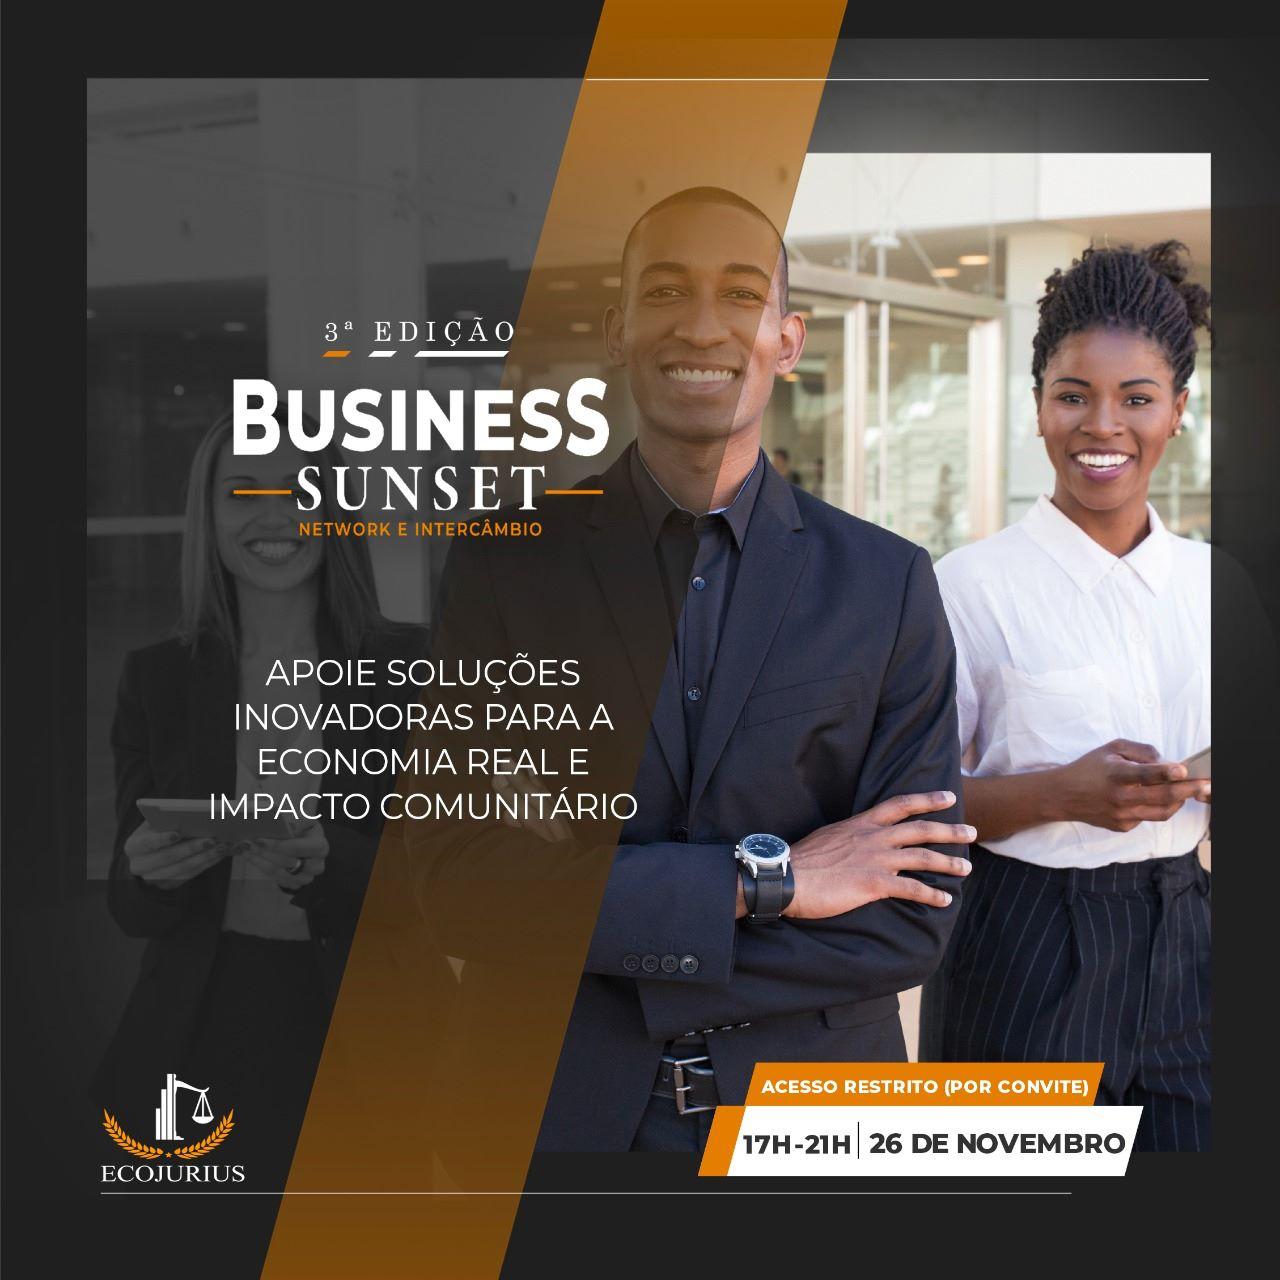 3ª EDIÇÃO
BUSINESS
SUNSET
NETWORK E INTERCÂMBIO
APOIE SOLUÇÕES
INOVADORAS PARA A
ECONOMIA REAL E
IMPACTO COMUNITÁRIO
ACESSO RESTRITO (POR CONVITE)
17H-21H | 26 DE NOVEMBRO
ECOJURIUS